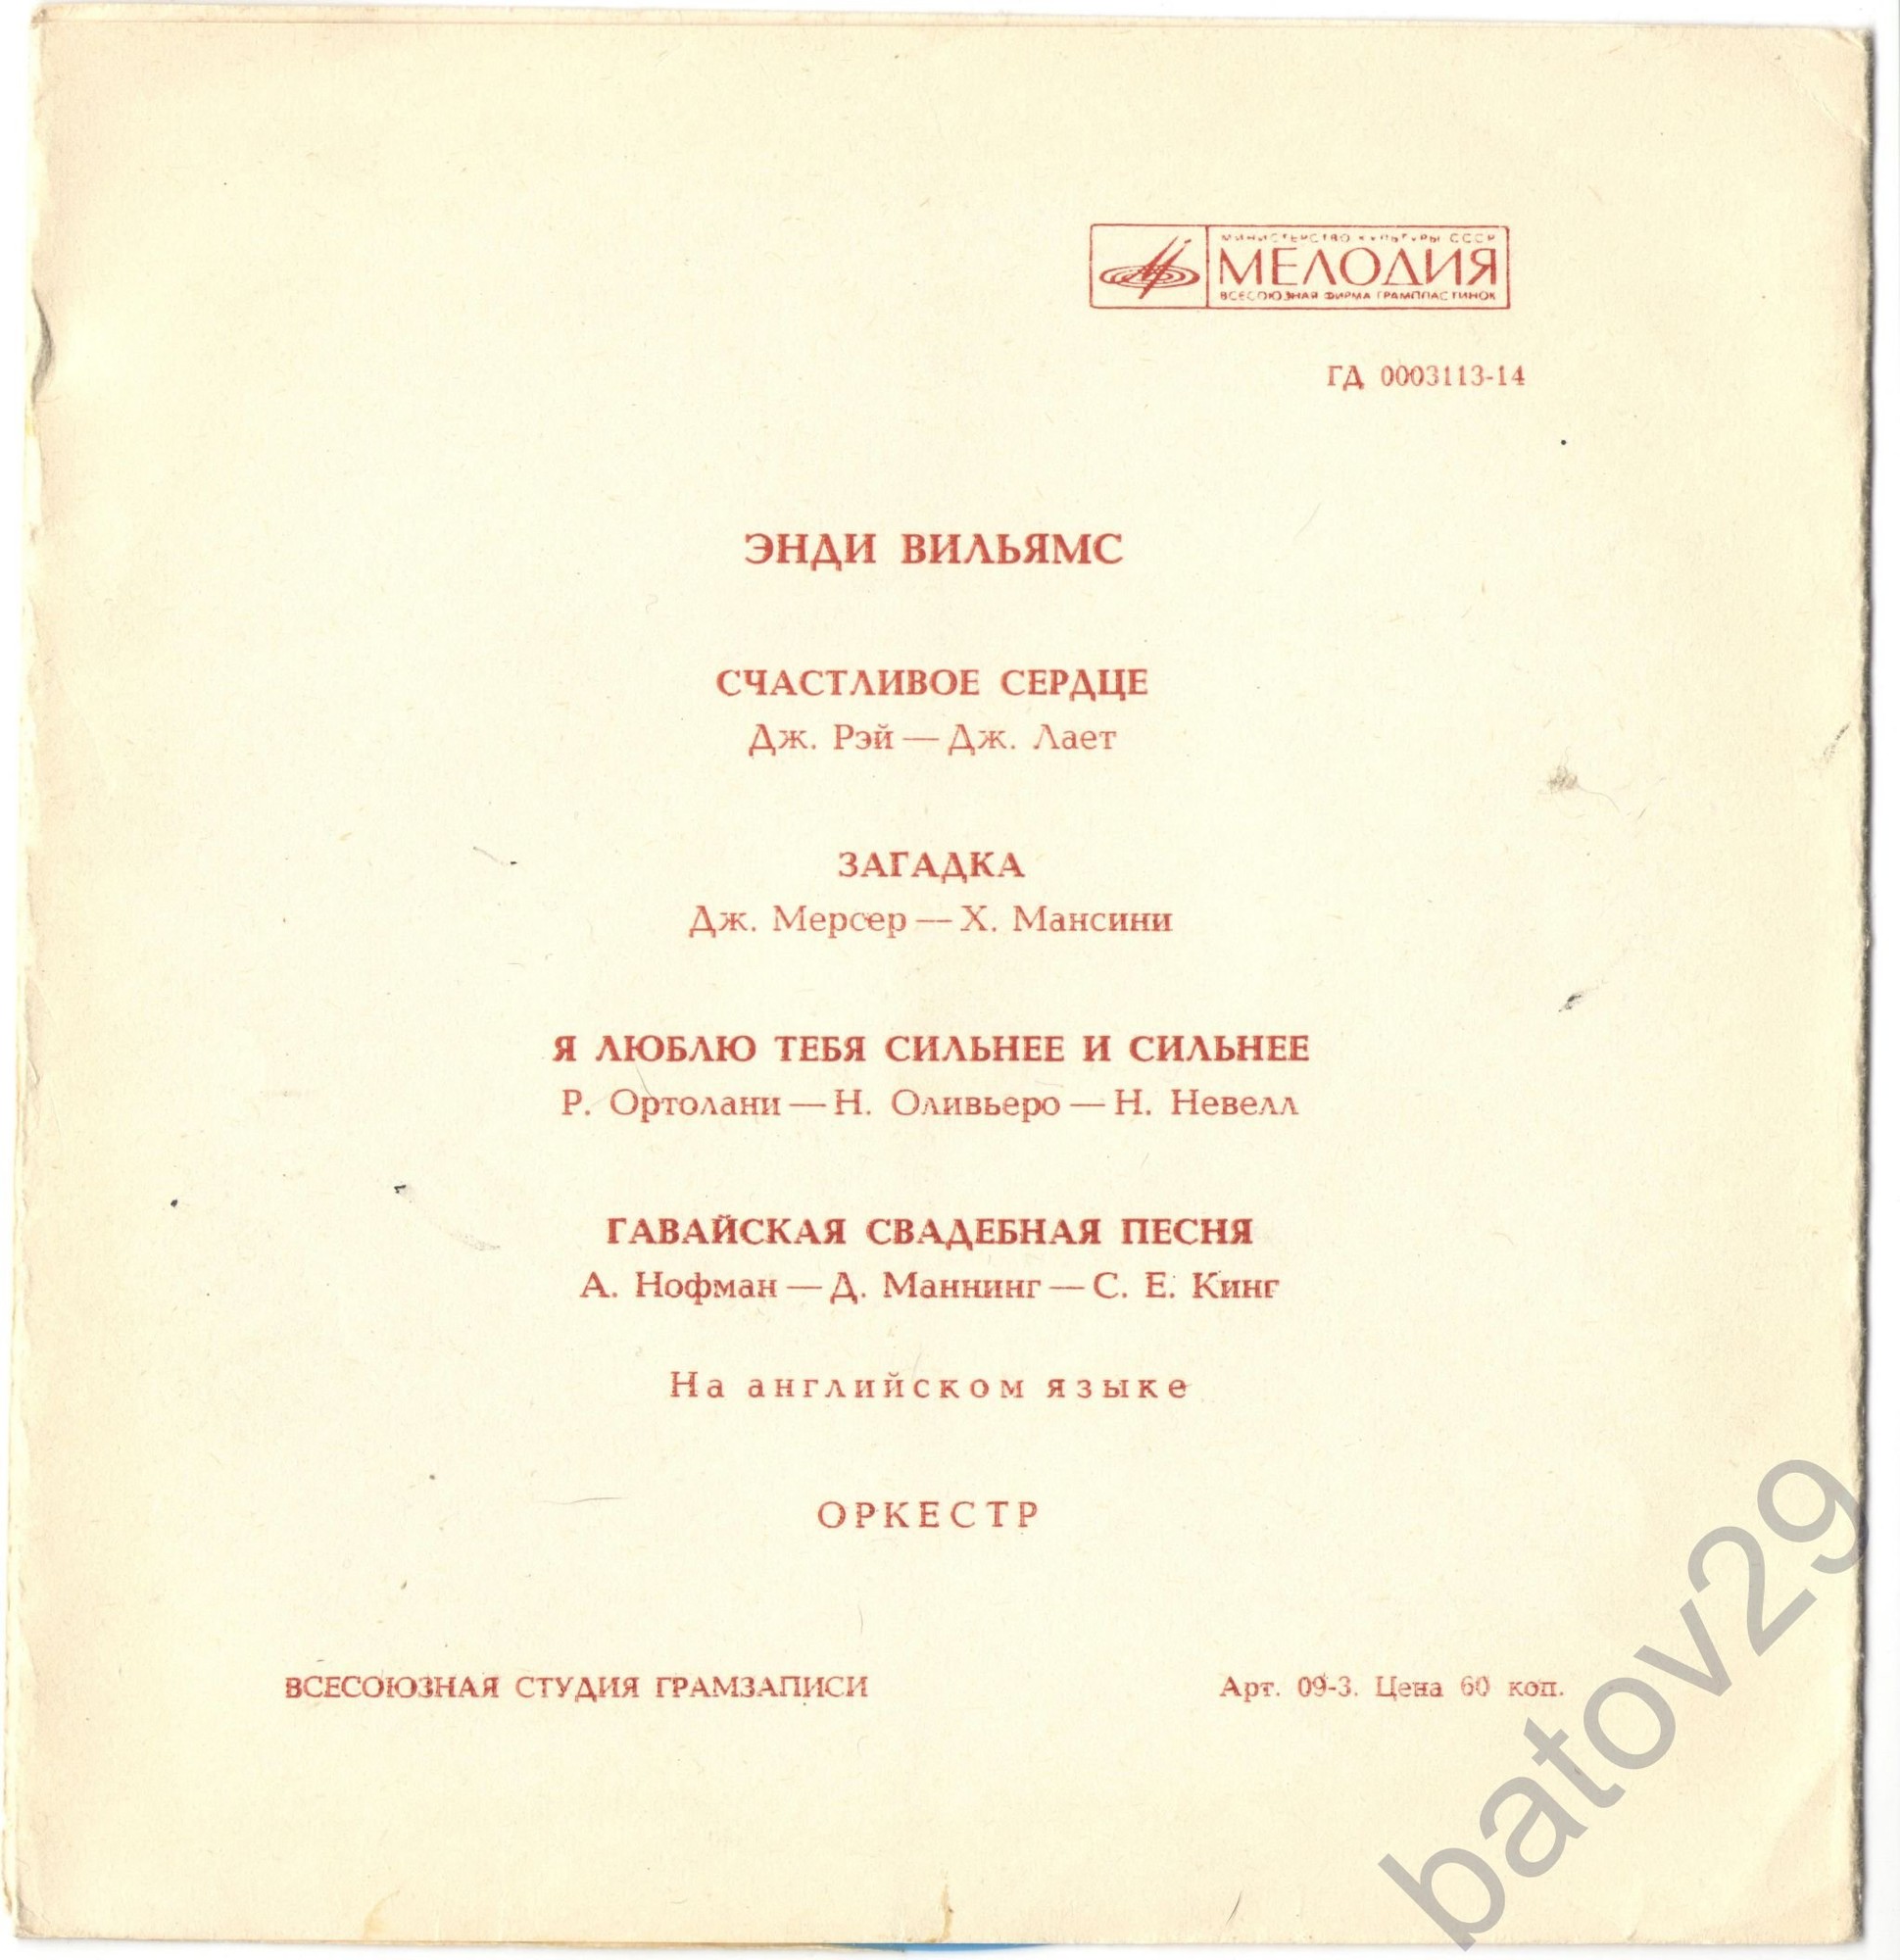 МИНИСТЕРСТВО КУЛЬТУРЫ СССР
МЕЛОДИЯ
ВСЕСОЮЗНАЯ ФИРМА ГРАМПЛАСТИНОК
ГД 0003113-14
ЭНДИ ВИЛЬЯМС
СЧАСТЛИВОЕ СЕРДЦЕ
Дж. Рэй — Дж. Лает
ЗАГАДКА
Дж. Мерсер — Х. Мансини
Я ЛЮБЛЮ ТЕБЯ СИЛЬНЕЕ И СИЛЬНЕЕ
Р. Ортолани — Н. Оливьеро — Н. Невелл
ГАВАЙСКАЯ СВАДЕБНАЯ ПЕСНЯ
А. Нофман — Д. Маннинг — С. Е. Кинг
На английском языке
ОРКЕСТР
ВСЕСОЮЗНАЯ СТУДИЯ ГРАМЗАПИСИ
Арт. 09-3. Цена 60 коп.
batov29